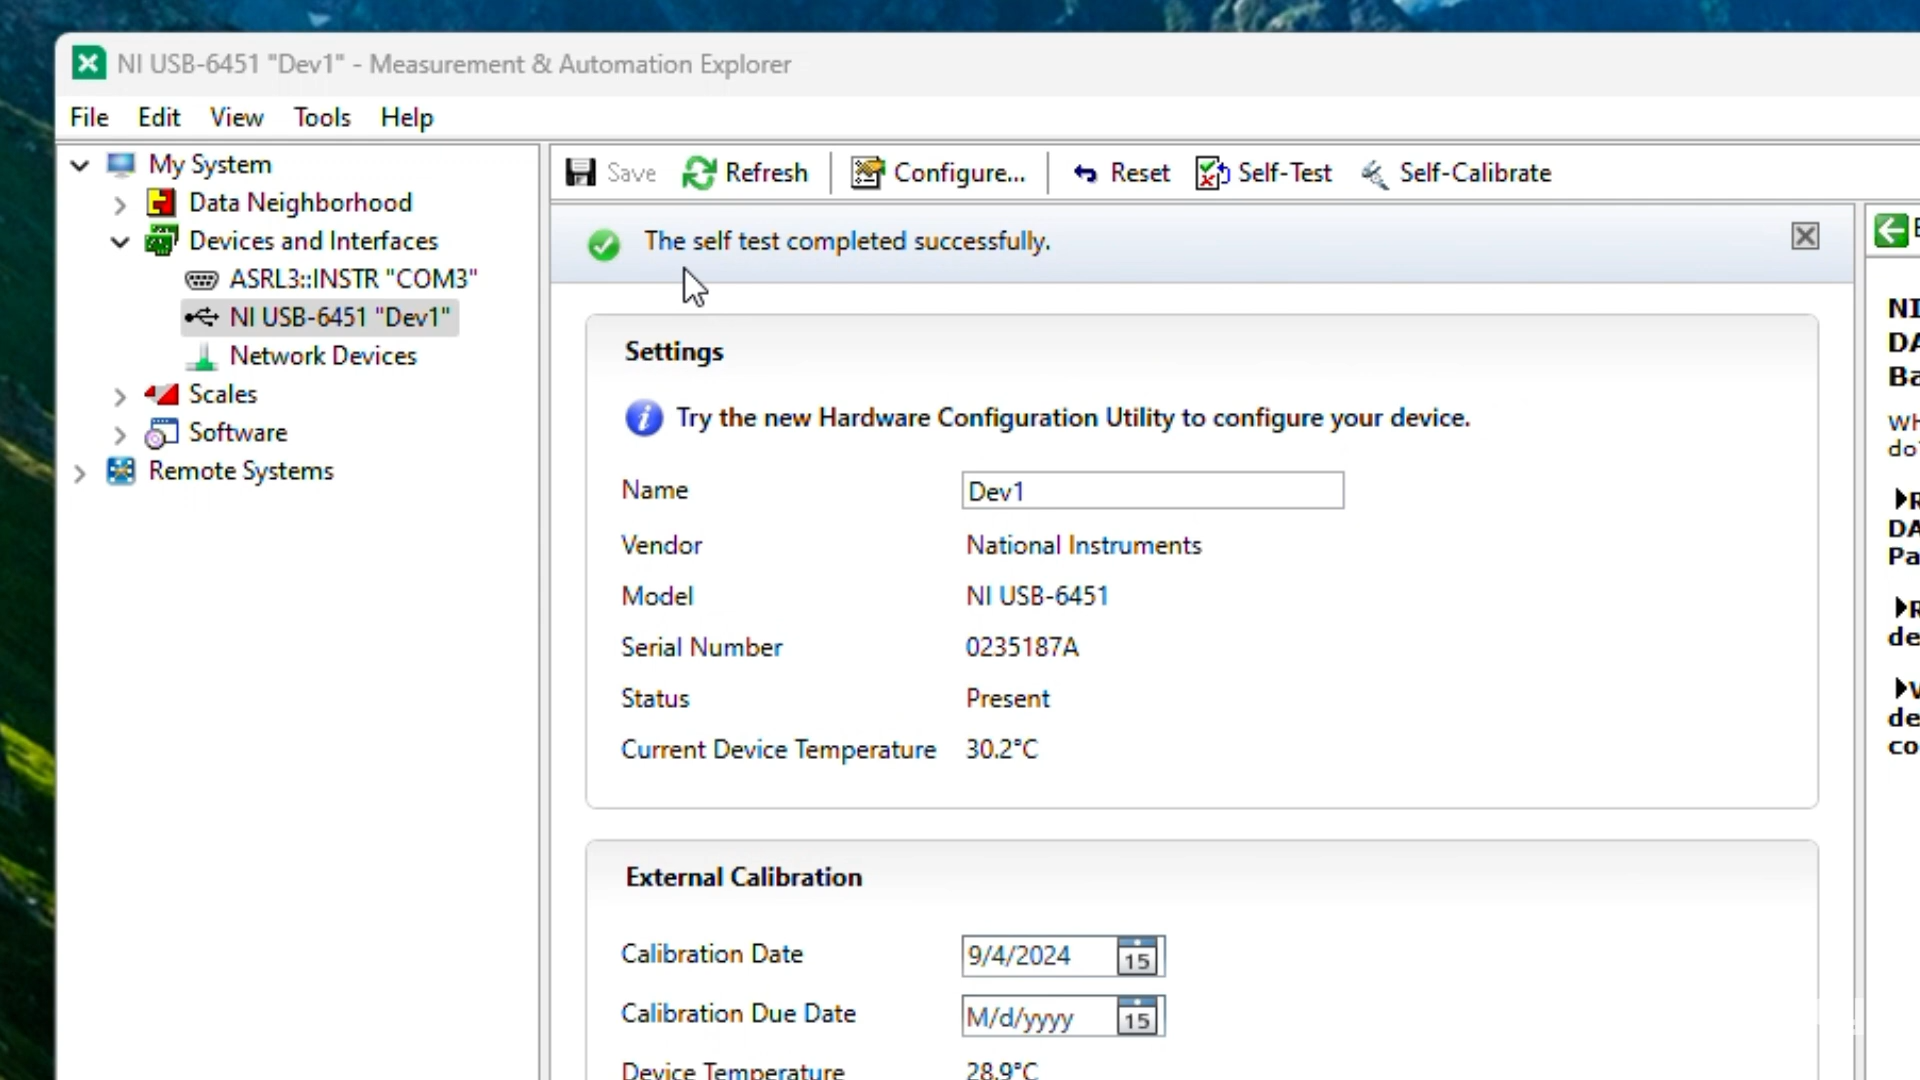 NI USB-6451 "Dev1" - Measurement & Automation Explorer
File Edit View Tools Help
My System
Data Neighborhood
Devices and Interfaces
ASRL3::INSTR "COM3"
NI USB-6451 "Dev1"
Network Devices
Scales
Software
Remote Systems
Save Refresh Configure... Reset Self-Test Self-Calibrate
The self test completed successfully.
Settings
Try the new Hardware Configuration Utility to configure your device.
Name Dev1
Vendor National Instruments
Model NI USB-6451
Serial Number 0235187A
Status Present
Current Device Temperature 30.2°C
External Calibration
Calibration Date 9/4/2024 15
Calibration Due Date M/d/yyyy 15
Device Temperature 28.9°C
NI